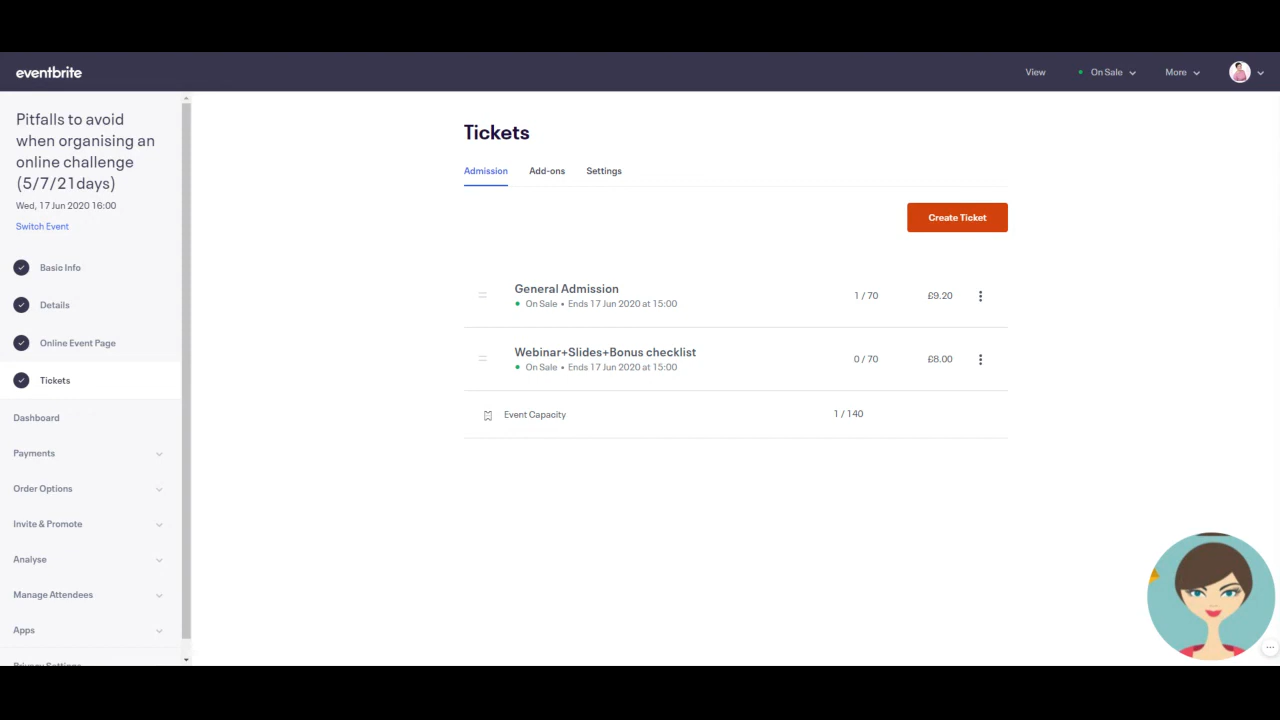 eventbrite
View
On Sale
More
Pitfalls to avoid
when organising an
online challenge
(5/7/21days)
Wed, 17 Jun 2020 16:00
Switch Event
Basic Info
Details
Online Event Page
Tickets
Dashboard
Payments
Order Options
Invite & Promote
Analyse
Manage Attendees
Apps
Privacy Settings
Tickets
Admission Add-ons Settings
Create Ticket
General Admission
On Sale • Ends 17 Jun 2020 at 15:00
1 / 70
£9.20
Webinar+Slides+Bonus checklist
On Sale • Ends 17 Jun 2020 at 15:00
0 / 70
£8.00
Event Capacity
1 / 140